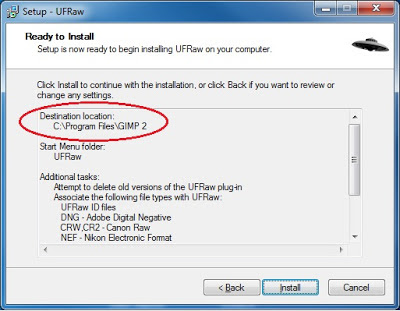 Setup - UFRaw
Ready to Install
Setup is now ready to begin installing UFRaw on your computer.
Click Install to continue with the installation, or click Back if you want to review or
change any settings.
Destination location:
C:\Program Files\GIMP 2
Start Menu folder:
UFRaw
Additional tasks:
Attempt to delete old versions of the UFRaw plug-in
Associate the following file types with UFRaw:
UFRaw ID files
DNG - Adobe Digital Negative
CRW,CR2 - Canon Raw
NEF - Nikon Electronic Format
< Back
Install
Cancel